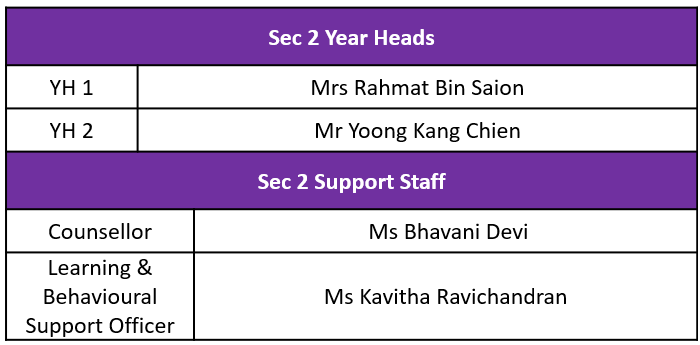 Sec 2 Year Heads
YH 1 Mrs Rahmat Bin Saion
YH 2 Mr Yoong Kang Chien
Sec 2 Support Staff
Counsellor Ms Bhavani Devi
Learning &
Behavioural
Support Officer
Ms Kavitha Ravichandran